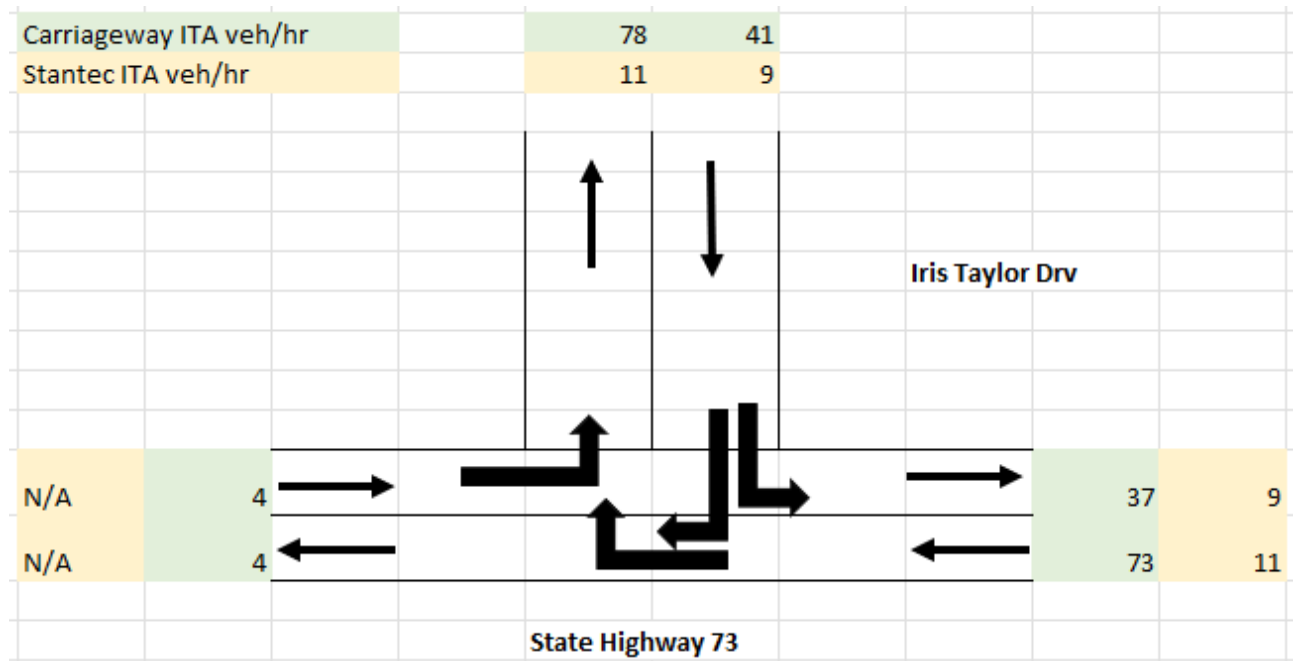 Carriageway ITA veh/hr 78 41
Stantec ITA veh/hr 11 9
Iris Taylor Drv
N/A 4 37 9
N/A 4 73 11
State Highway 73